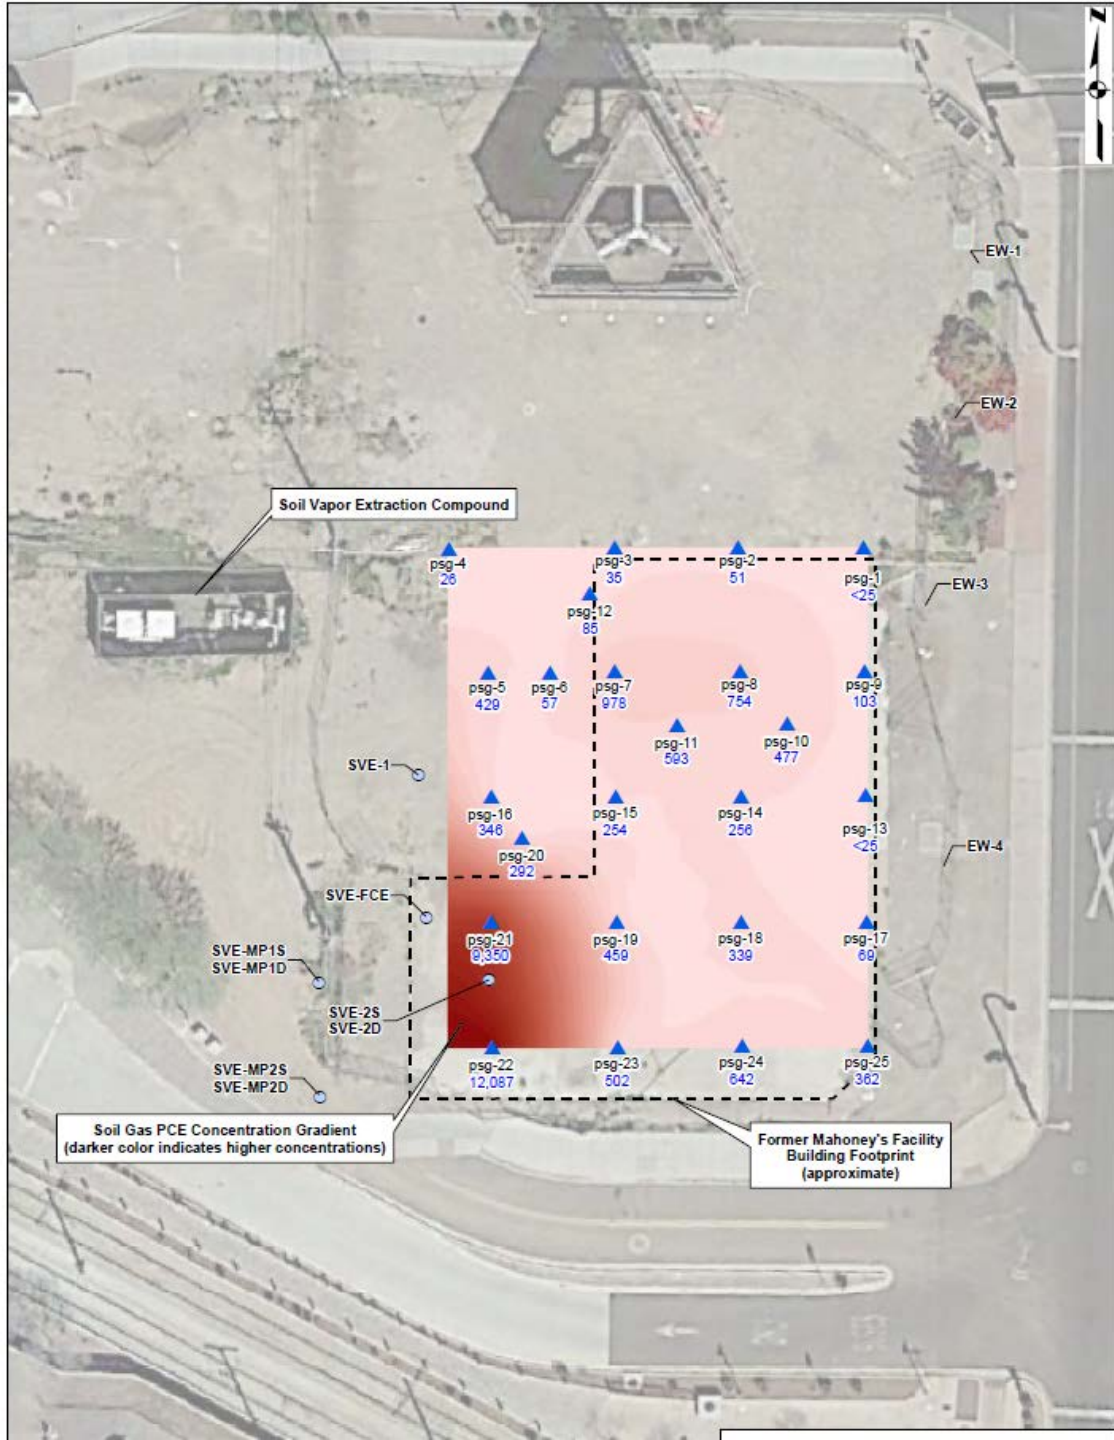 N
EW-1
EW-2
Soil Vapor Extraction Compound
psg-4
26
psg-3
35
psg-2
51
psg-1
<25
EW-3
psg-12
85
psg-5
429
psg-6
57
psg-7
978
psg-8
754
psg-9
103
psg-11
593
psg-10
477
SVE-1
psg-16
346
psg-15
254
psg-14
256
psg-13
<25
psg-20
292
EW-4
SVE-FCE
psg-21
9,350
psg-19
459
psg-18
339
psg-17
69
SVE-MP1S
SVE-MP1D
SVE-2S
SVE-2D
psg-22
12,087
psg-23
502
psg-24
642
psg-25
362
SVE-MP2S
SVE-MP2D
Soil Gas PCE Concentration Gradient
(darker color indicates higher concentrations)
Former Mahoney's Facility
Building Footprint
(approximate)